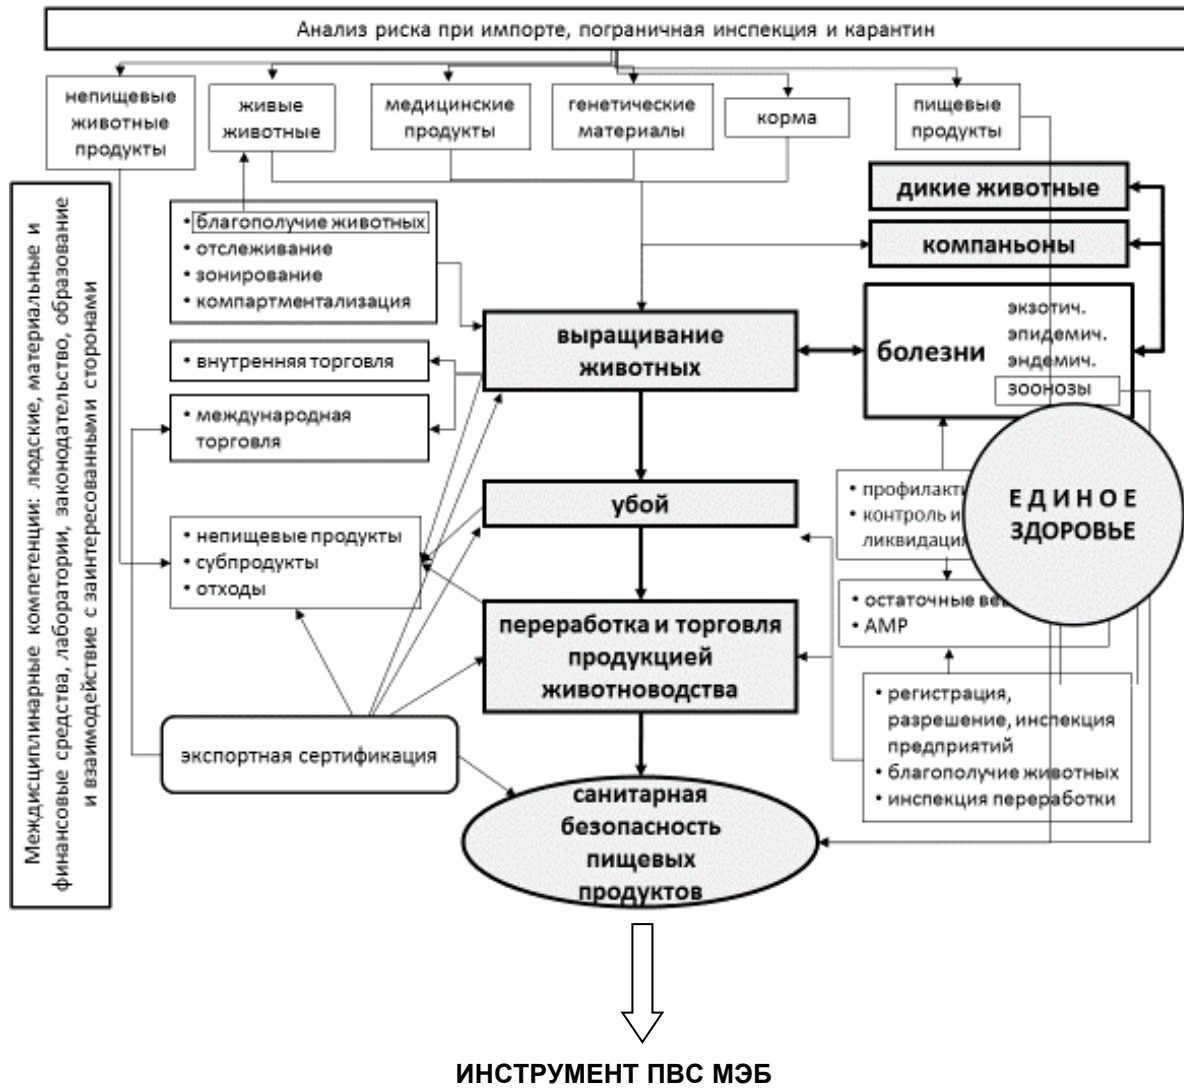 Анализ риска при импорте, пограничная инспекция и карантин
непищевые
животные
продукты
живые
животные
медицинские
продукты
генетические
материалы
корма
пищевые
продукты
Междисциплинарные компетенции: людские, материальные и
финансовые средства, лаборатории, законодательство, образование
и взаимодействие с заинтересованными сторонами
• благополучие животных
• отслеживание
• зонирование
• компартментализация
• внутренняя торговля
• международная
торговля
• непищевые продукты
• субпродукты
• отходы
экспортная сертификация
выращивание
животных
убой
переработка и торговля
продукцией
животноводства
санитарная
безопасность
пищевых
продуктов
дикие животные
компаньоны
болезни
экзотич.
эпидемич.
эндемич.
зоонозы
• контроль и
ЕДИНОЕ
ЗДОРОВЬЕ
• остаточные
• АМР
• регистрация,
разрешение, инспекция
предприятий
• благополучие животных
• инспекция переработки
ИНСТРУМЕНТ ПВС МЭБ